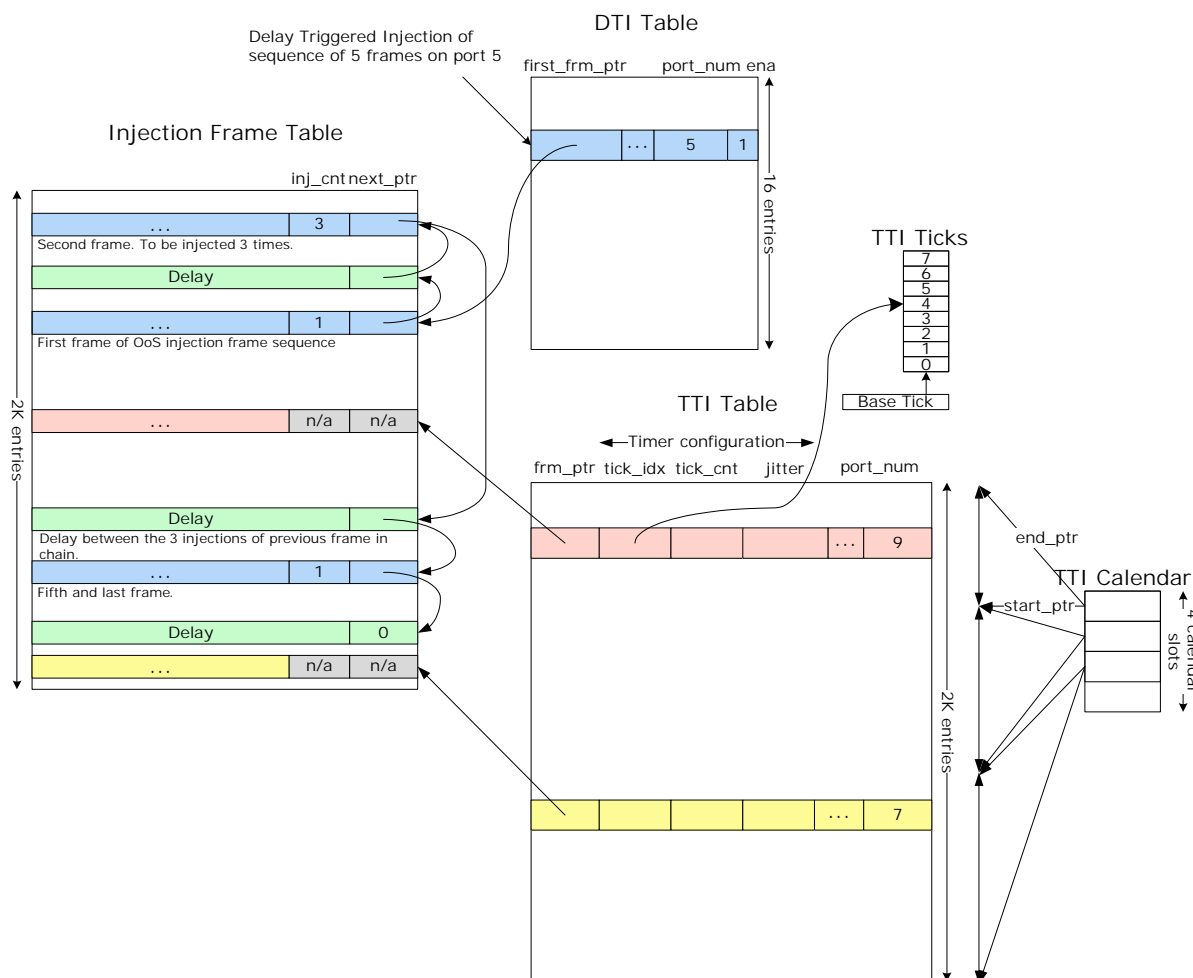 DTI Table
Delay Triggered Injection of
sequence of 5 frames on port 5
first_frm_ptr
port_num ena
...
5
1
16 entries
Injection Frame Table
inj_cnt next_ptr
...
3
Second frame. To be injected 3 times.
Delay
...
1
First frame of OoS injection frame sequence
...
n/a
n/a
Delay
Delay between the 3 injections of previous frame in
chain.
...
1
Fifth and last frame.
Delay
0
...
n/a
n/a
2K entries
TTI Ticks
7
6
5
4
3
2
1
0
Base Tick
TTI Table
Timer configuration
frm_ptr
tick_idx
tick_cnt
jitter
port_num
...
9
...
7
2K entries
end_ptr
start_ptr
TTI Calendar
4 calendar
slots